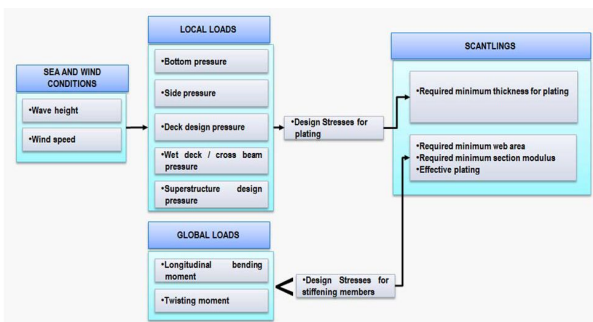 SEA AND WIND
CONDITIONS
•Wave height
•Wind speed
LOCAL LOADS
•Bottom pressure
•Side pressure
•Deck design pressure
•Wet deck / cross beam
pressure
•Superstructure design
pressure
GLOBAL LOADS
•Longitudinal bending
moment
•Twisting moment
•Design Stresses for
plating
•Design Stresses for
stiffening members
SCANTLINGS
•Required minimum thickness for plating
•Required minimum web area
•Required minimum section modulus
•Effective plating